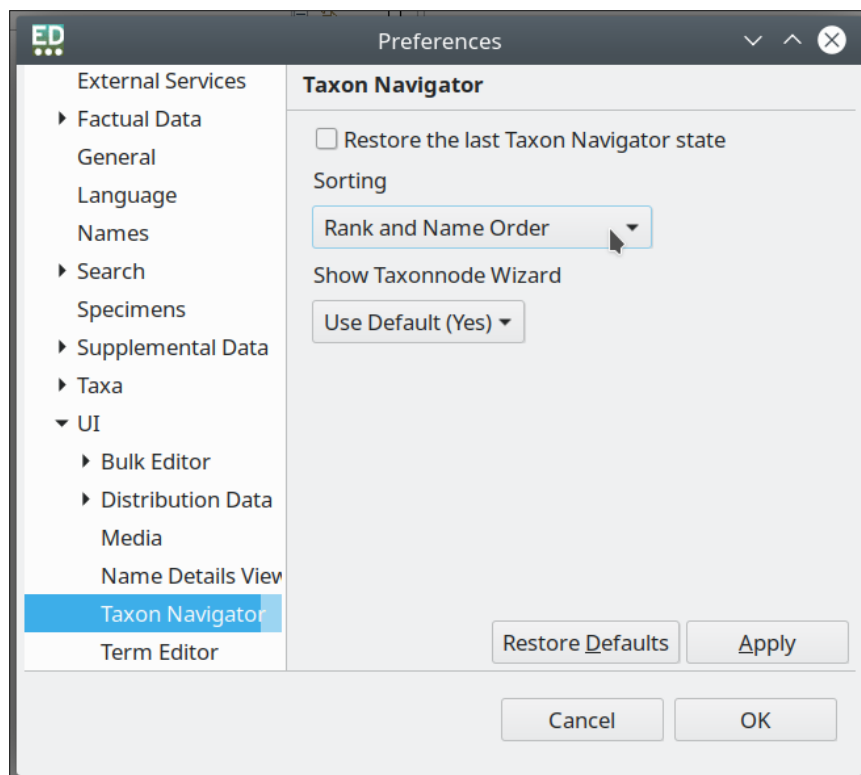 ED
Preferences
External Services
Factual Data
General
Language
Names
Search
Specimens
Supplemental Data
Taxa
UI
Bulk Editor
Distribution Data
Media
Name Details View
Taxon Navigator
Term Editor
Taxon Navigator
Restore the last Taxon Navigator state
Sorting
Rank and Name Order
Show Taxonnode Wizard
Use Default (Yes)
Restore Defaults
Apply
Cancel
OK